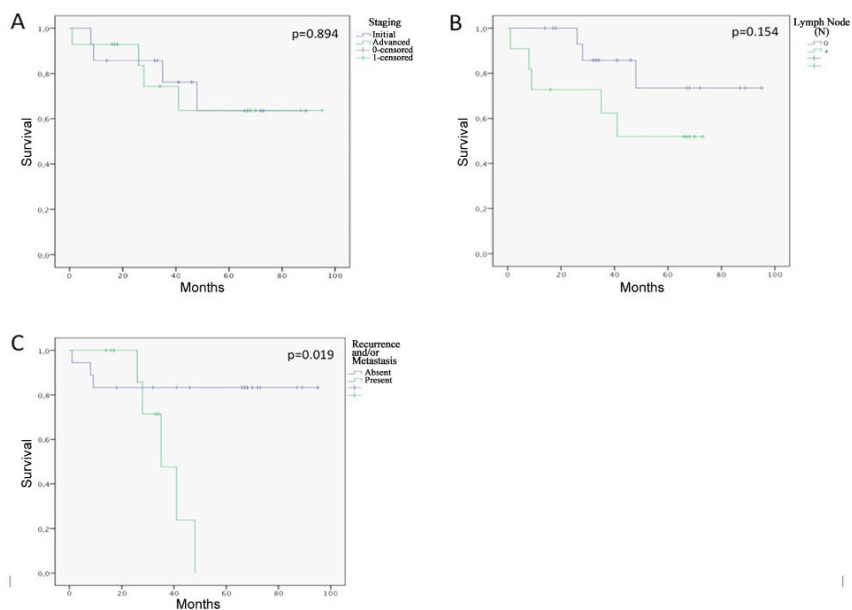 A
Staging
Initial
Advanced
0-censored
1-censored
p=0.894
1,0
0,8
0,6
0,4
0,2
0,0
Survival
0 20 40 60 80 100
Months
B
Lymph Node
(N)
0
+
p=0.154
1,0
0,8
0,6
0,4
0,2
0,0
Survival
0 20 40 60 80 100
Months
C
Recurrence
and/or
Metastasis
Absent
Present
p=0.019
1,0
0,8
0,6
0,4
0,2
0,0
Survival
0 20 40 60 80 100
Months